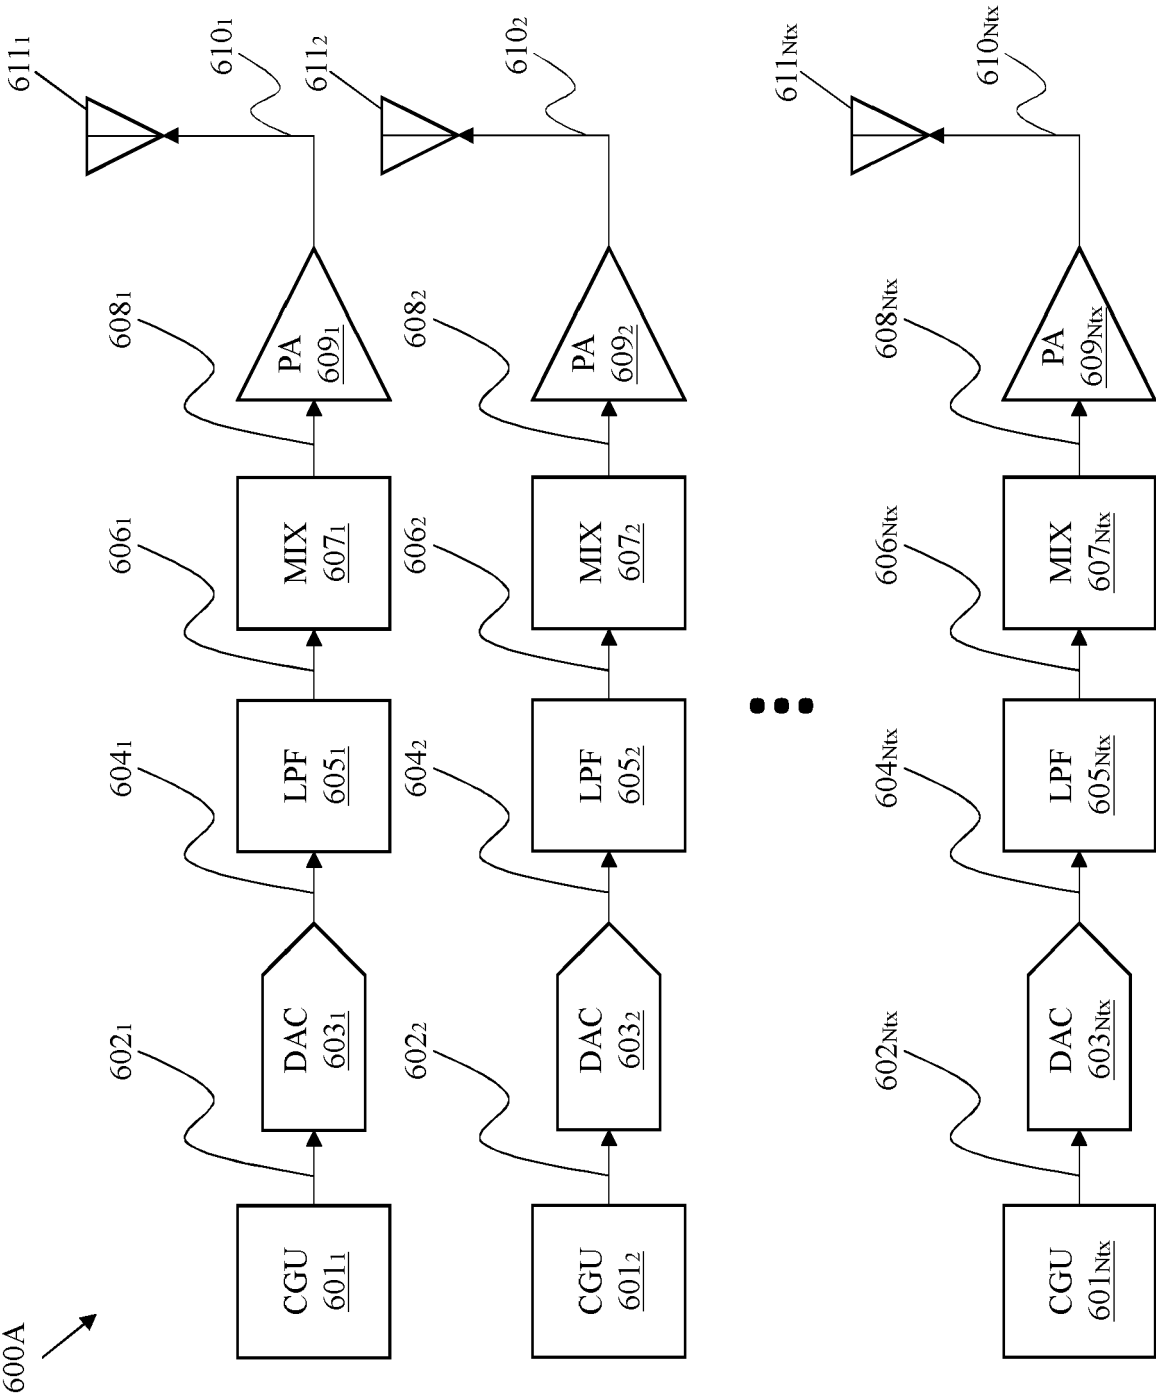 600A
CGU
601₁
602₁
DAC
603₁
604₁
LPF
605₁
606₁
MIX
607₁
608₁
PA
609₁
610₁
611₁
CGU
601₂
602₂
DAC
603₂
604₂
LPF
605₂
606₂
MIX
607₂
608₂
PA
609₂
610₂
611₂
CGU
601Ntx
602Ntx
DAC
603Ntx
604Ntx
LPF
605Ntx
606Ntx
MIX
607Ntx
608Ntx
PA
609Ntx
610Ntx
611Ntx